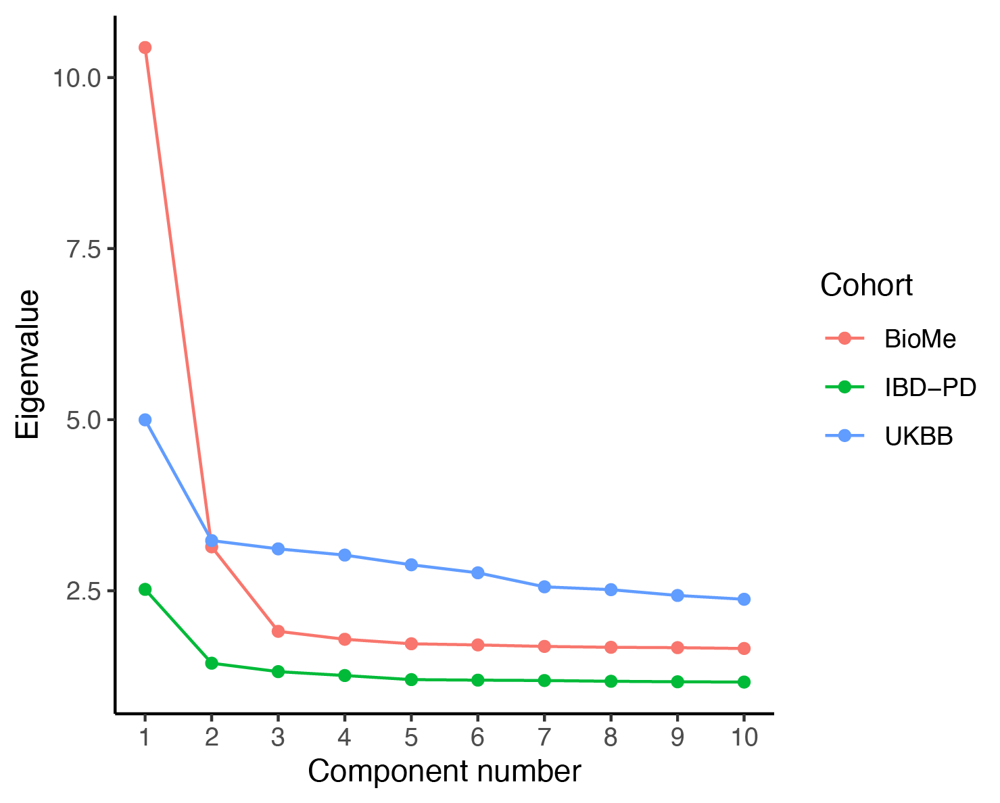 10.0
7.5
5.0
2.5
Eigenvalue
1 2 3 4 5 6 7 8 9 10
Component number
Cohort
BioMe
IBD−PD
UKBB